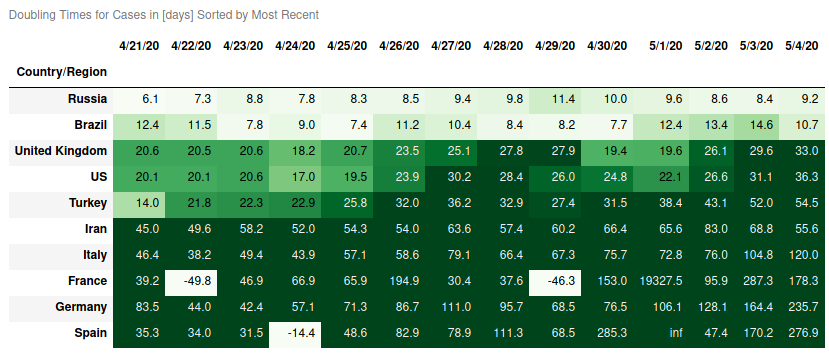 Doubling Times for Cases in [days] Sorted by Most Recent
4/21/20 4/22/20 4/23/20 4/24/20 4/25/20 4/26/20 4/27/20 4/28/20 4/29/20 4/30/20 5/1/20 5/2/20 5/3/20 5/4/20
Country/Region
Russia 6.1 7.3 8.8 7.8 8.3 8.5 9.4 9.8 11.4 10.0 9.6 8.6 8.4 9.2
Brazil 12.4 11.5 7.8 9.0 7.4 11.2 10.4 8.4 8.2 7.7 12.4 13.4 14.6 10.7
United Kingdom 20.6 20.5 20.6 18.2 20.7 23.5 25.1 27.8 27.9 19.4 19.6 26.1 29.6 33.0
US 20.1 20.1 20.6 17.0 19.5 23.9 30.2 28.4 26.0 24.8 22.1 26.6 31.1 36.3
Turkey 14.0 21.8 22.3 22.9 25.8 32.0 36.2 32.9 27.4 31.5 38.4 43.1 52.0 54.5
Iran 45.0 49.6 58.2 52.0 54.3 54.0 63.6 57.4 60.2 66.4 65.6 83.0 68.8 55.6
Italy 46.4 38.2 49.4 43.9 57.1 58.6 79.1 66.4 67.3 75.7 72.8 76.0 104.8 120.0
France 39.2 -49.8 46.9 66.9 65.9 194.9 30.4 37.6 -46.3 153.0 19327.5 95.9 287.3 178.3
Germany 83.5 44.0 42.4 57.1 71.3 86.7 111.0 95.7 68.5 76.5 106.1 128.1 164.4 235.7
Spain 35.3 34.0 31.5 -14.4 48.6 82.9 78.9 111.3 68.5 285.3 inf 47.4 170.2 276.9